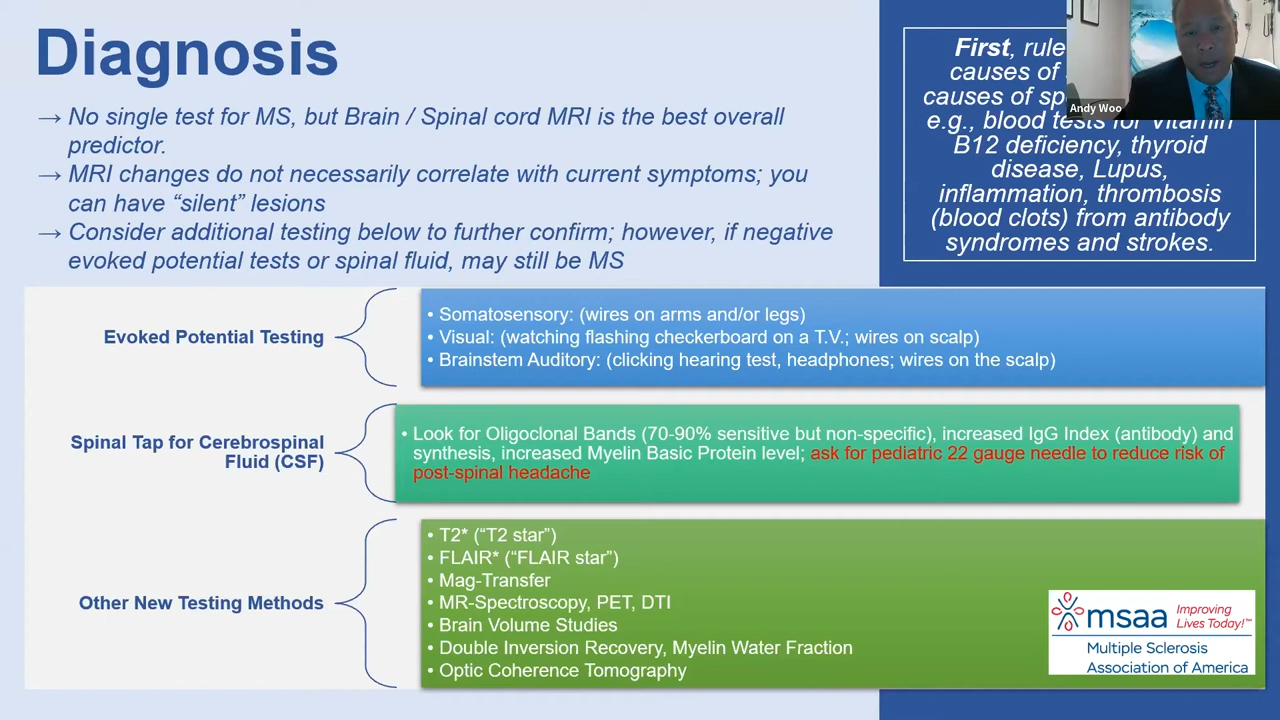 Diagnosis
→ No single test for MS, but Brain / Spinal cord MRI is the best overall
predictor.
→ MRI changes do not necessarily correlate with current symptoms; you
can have “silent” lesions
→ Consider additional testing below to further confirm; however, if negative
evoked potential tests or spinal fluid, may still be MS
First, rule
causes of
causes of
e.g., blood tests for Vitamin
B12 deficiency, thyroid
disease, Lupus,
inflammation, thrombosis
(blood clots) from antibody
syndromes and strokes.
Andy Woo
Evoked Potential Testing
• Somatosensory: (wires on arms and/or legs)
• Visual: (watching flashing checkerboard on a T.V.; wires on scalp)
• Brainstem Auditory: (clicking hearing test, headphones; wires on the scalp)
Spinal Tap for Cerebrospinal
Fluid (CSF)
• Look for Oligoclonal Bands (70-90% sensitive but non-specific), increased IgG Index (antibody) and
synthesis, increased Myelin Basic Protein level; ask for pediatric 22 gauge needle to reduce risk of
post-spinal headache
Other New Testing Methods
• T2* (“T2 star”)
• FLAIR* (“FLAIR star”)
• Mag-Transfer
• MR-Spectroscopy, PET, DTI
• Brain Volume Studies
• Double Inversion Recovery, Myelin Water Fraction
• Optic Coherence Tomography
msaa Improving
Lives Today!™
Multiple Sclerosis
Association of America